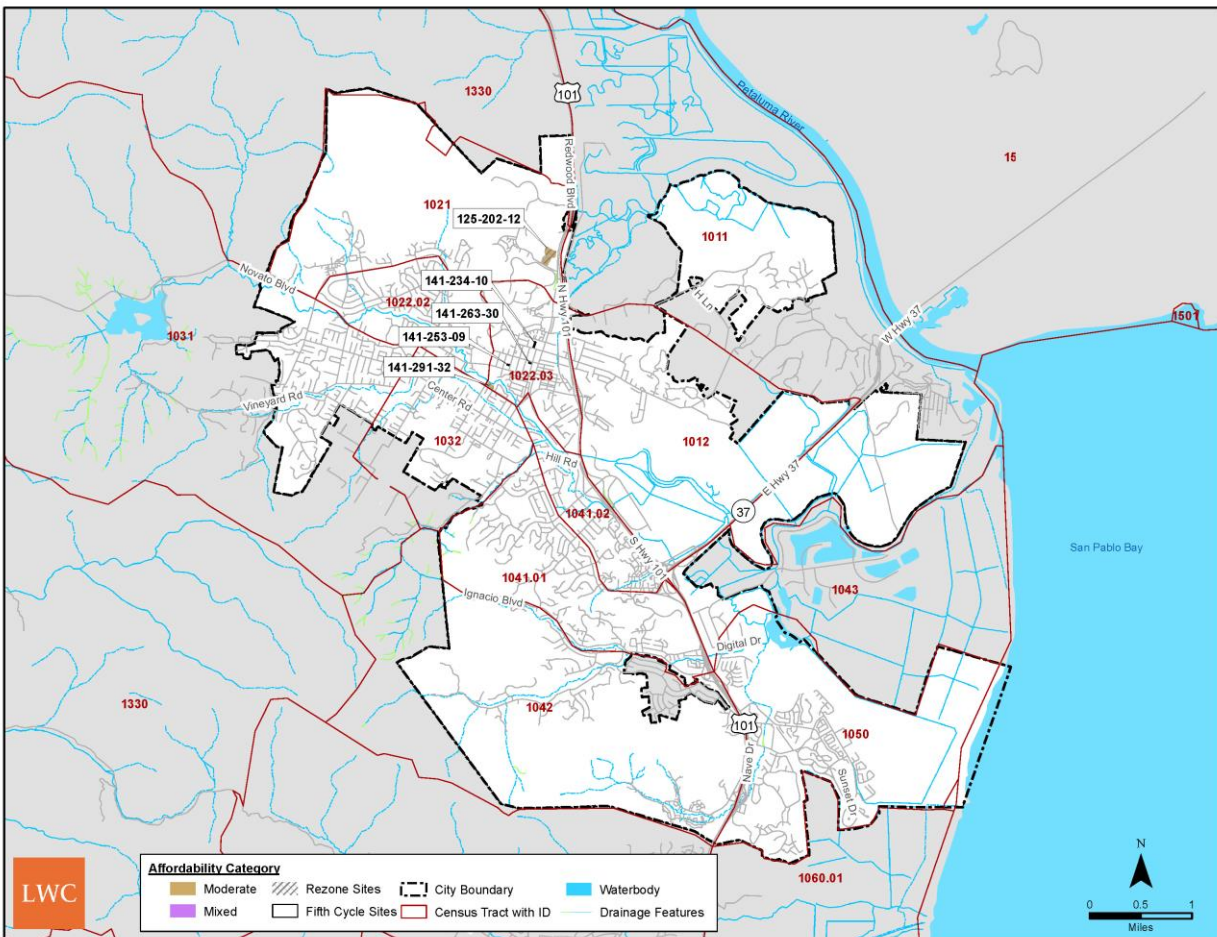 1330
101
Petaluma River
15
Redwood Blvd
1021
125-202-12
1011
Novato Blvd
141-234-10
N Hwy 101
H Ln
1022.02
141-263-30
W Hwy 37
1501
1031
141-253-09
141-291-32
1022.03
Center Rd
Vineyard Rd
1032
1012
Hill Rd
E Hwy 37
37
1041.02
S Hwy 101
San Pablo Bay
1041.01
1043
Ignacio Blvd
Digital Dr
1330
1042
101
1050
Nave Dr
Sunset Dr
1060.01
N
LWC
Affordability Category
Moderate Rezone Sites City Boundary Waterbody
Mixed Fifth Cycle Sites Census Tract with ID Drainage Features
0 0.5 1
Miles